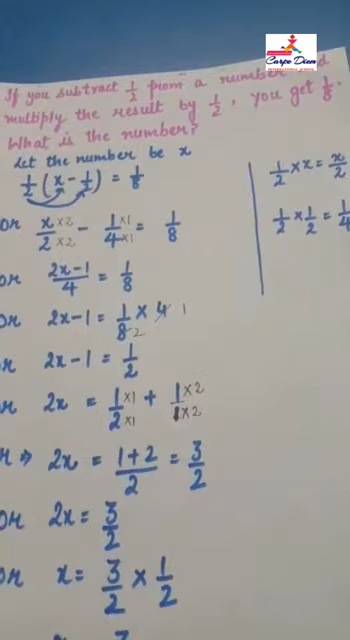 Carpe Diem
If you subtract 1/2 from a number
multiply the result by 1/2, you get 1/8.
What is the number?
Let the number be x
1/2 (x - 1/2) = 1/8
or x×2/2×2 - 1×1/4×1 = 1/8
or 2x-1/4 = 1/8
or 2x-1 = 1/8 × 4 1
2
2x-1 = 1/2
2x = 1×1/2×1 + 1×2/1×2
⇒ 2x = 1+2/2 = 3/2
or 2x = 3/2
or x = 3/2 × 1/2
1/2 × x = x/2
1/2 × 1/2 = 1/4